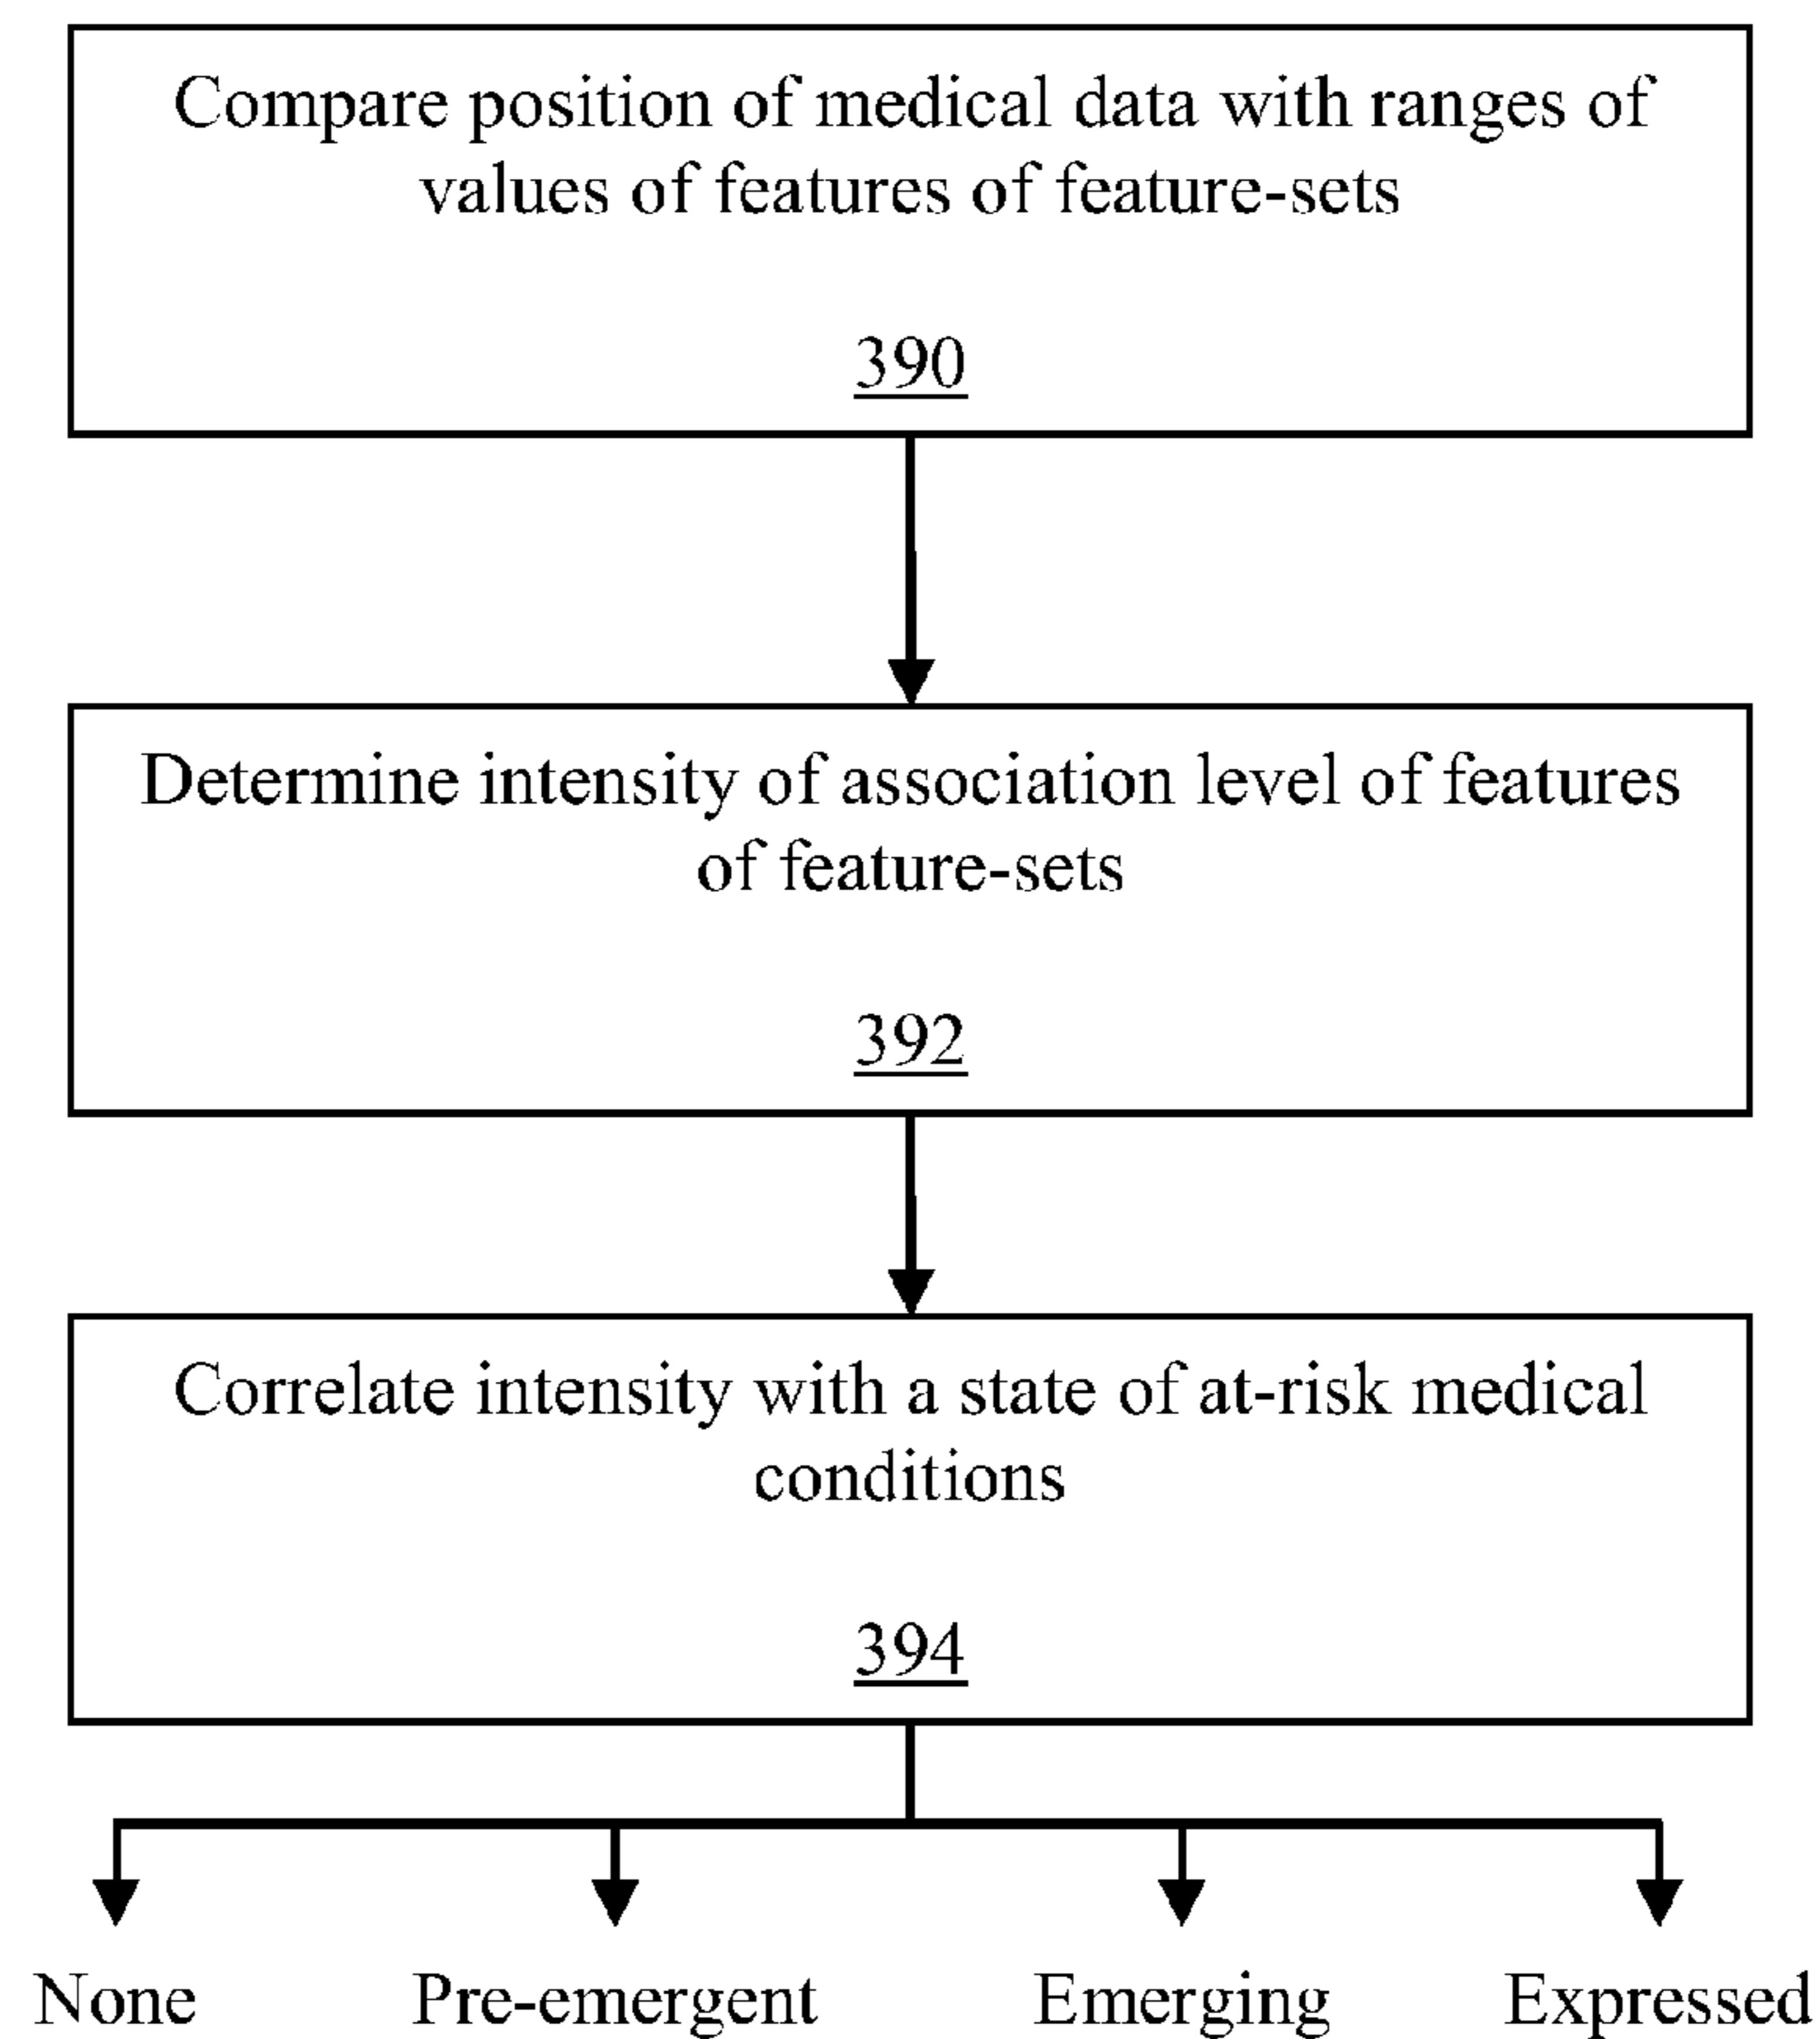 Compare position of medical data with ranges of
values of features of feature-sets
390
Determine intensity of association level of features
of feature-sets
392
Correlate intensity with a state of at-risk medical
conditions
394
None Pre-emergent Emerging Expressed